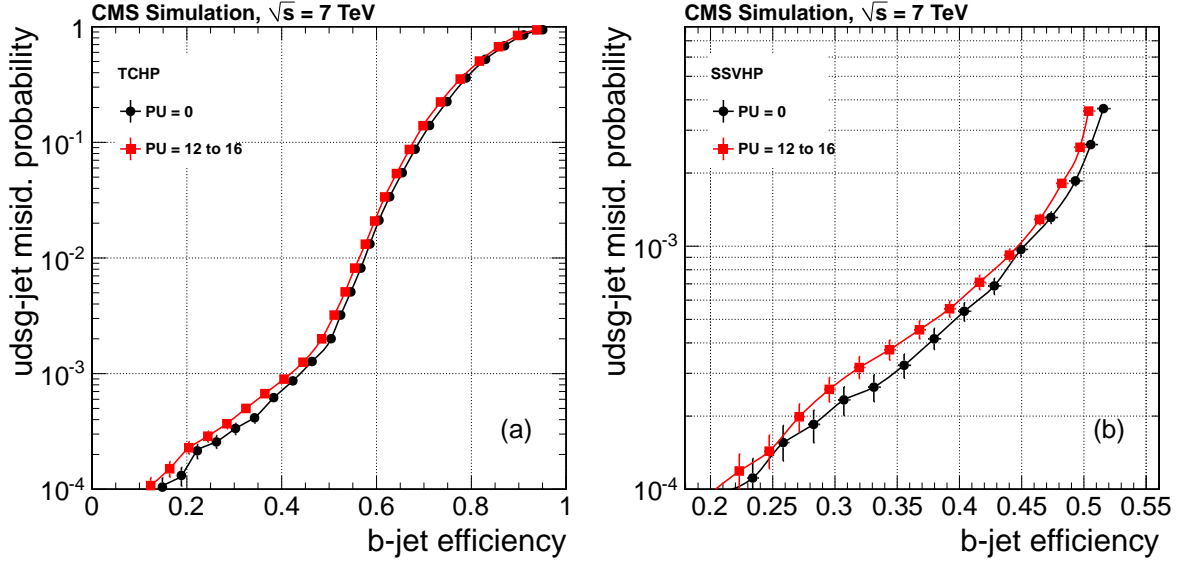 CMS Simulation, √s = 7 TeV
udsg-jet misid. probability
1
10⁻¹
10⁻²
10⁻³
10⁻⁴
TCHP
PU = 0
PU = 12 to 16
(a)
0 0.2 0.4 0.6 0.8 1
b-jet efficiency
CMS Simulation, √s = 7 TeV
udsg-jet misid. probability
10⁻³
10⁻⁴
SSVHP
PU = 0
PU = 12 to 16
(b)
0.2 0.25 0.3 0.35 0.4 0.45 0.5 0.55
b-jet efficiency